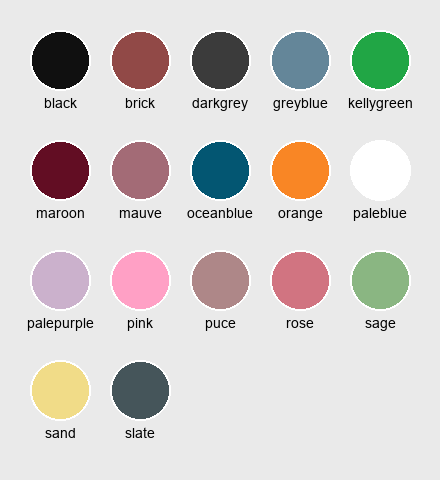 black brick darkgrey greyblue kellygreen
maroon mauve oceanblue orange paleblue
palepurple pink puce rose sage
sand slate